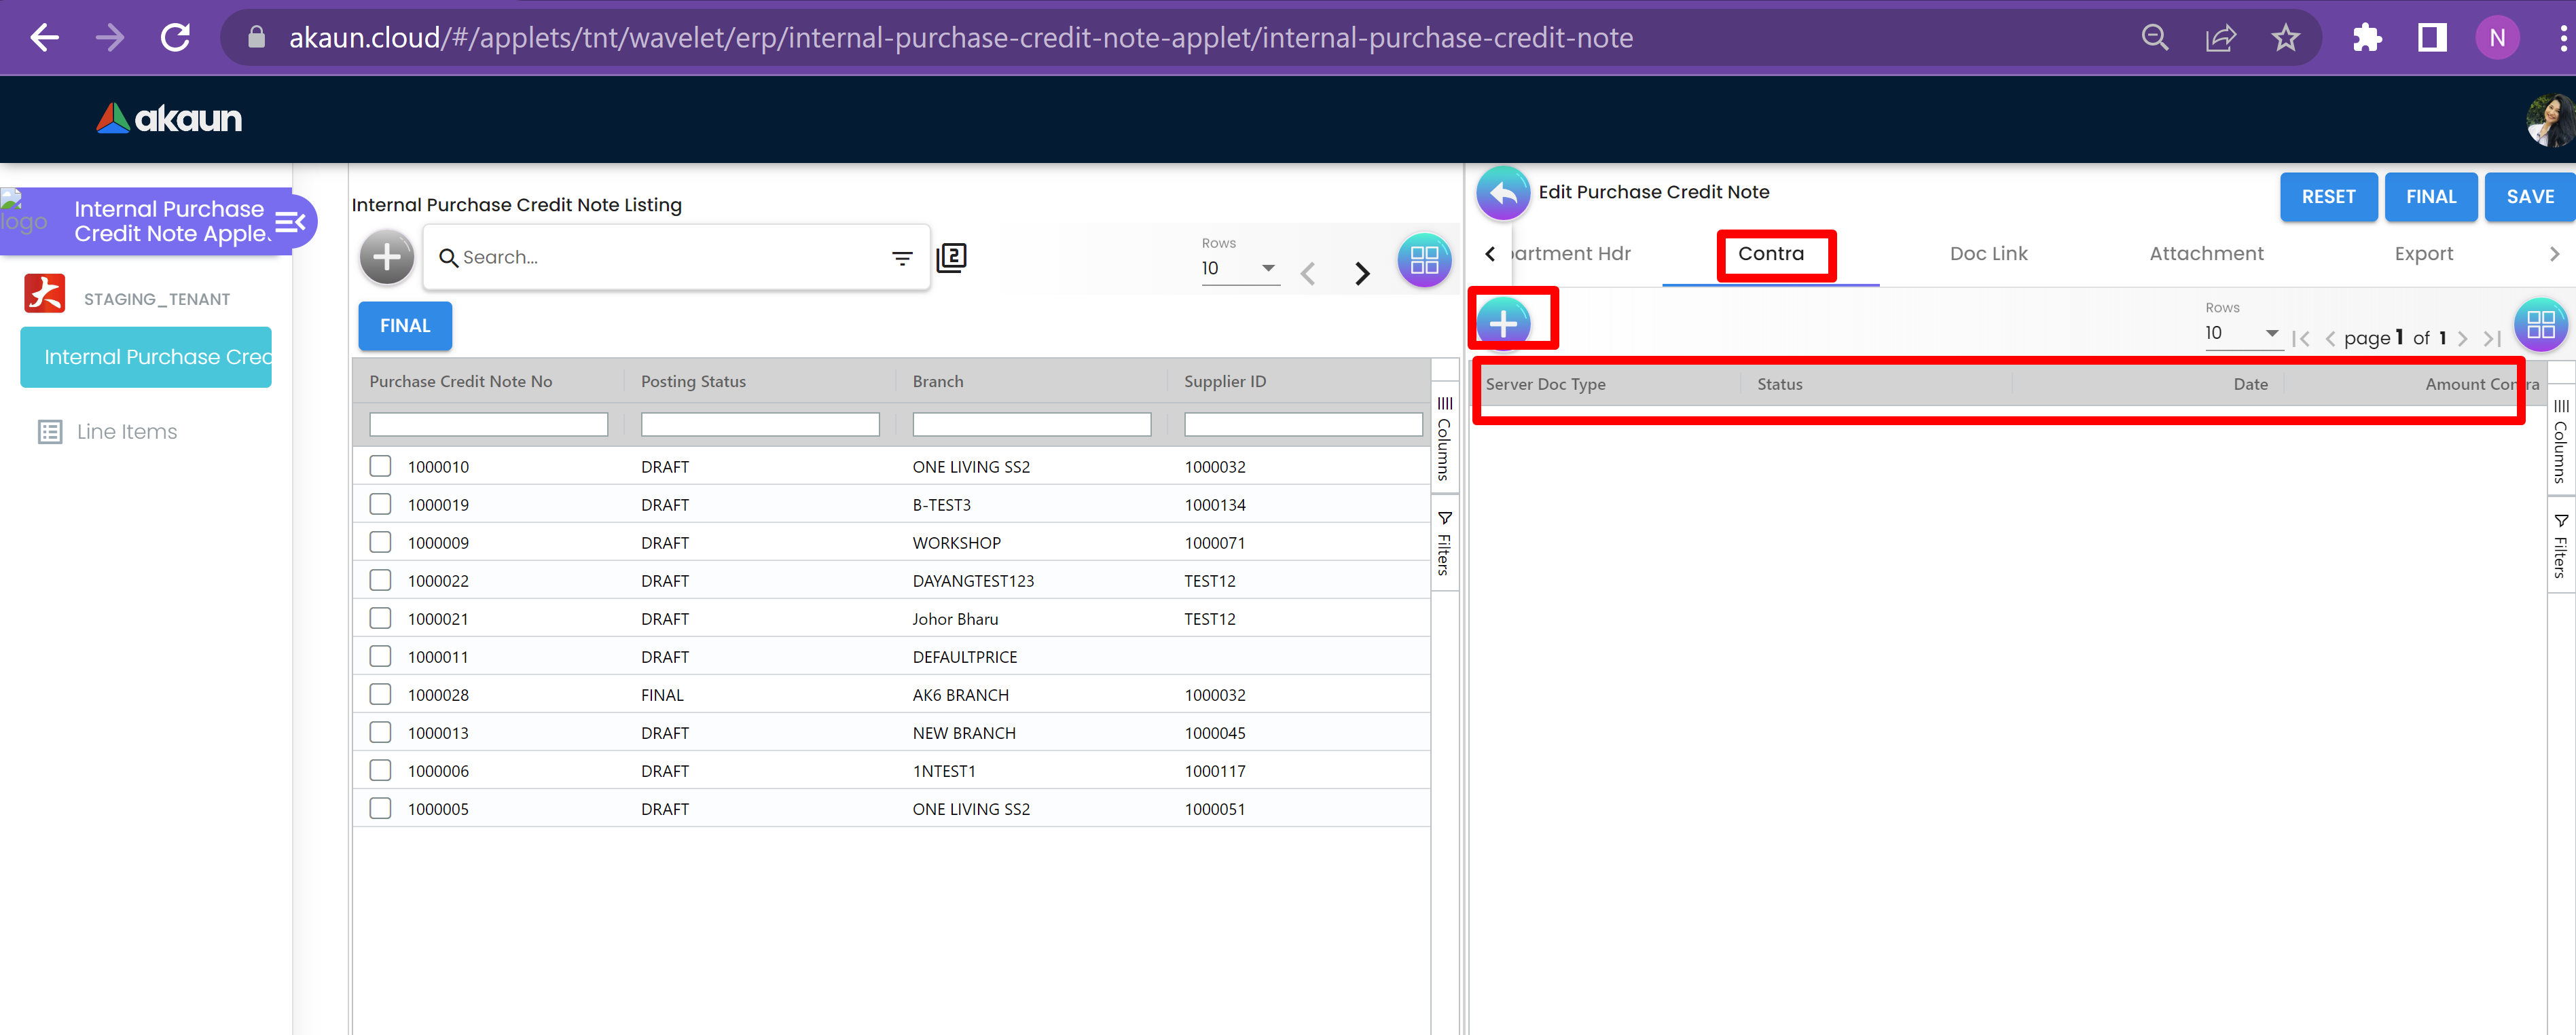 akaun.cloud/#/applets/tnt/wavelet/erp/internal-purchase-credit-note-applet/internal-purchase-credit-note
N
akaun
logo
Internal Purchase
Credit Note Applet
STAGING_TENANT
Internal Purchase Cred
Line Items
Internal Purchase Credit Note Listing
Search...
2
Rows
10
FINAL
Purchase Credit Note No Posting Status Branch Supplier ID
1000010 DRAFT ONE LIVING SS2 1000032
1000019 DRAFT B-TEST3 1000134
1000009 DRAFT WORKSHOP 1000071
1000022 DRAFT DAYANGTEST123 TEST12
1000021 DRAFT Johor Bharu TEST12
1000011 DRAFT DEFAULTPRICE
1000028 FINAL AK6 BRANCH 1000032
1000013 DRAFT NEW BRANCH 1000045
1000006 DRAFT 1NTEST1 1000117
1000005 DRAFT ONE LIVING SS2 1000051
Columns
Filters
Edit Purchase Credit Note
RESET FINAL SAVE
partment Hdr Contra Doc Link Attachment Export
Rows
10
page 1 of 1
Server Doc Type Status Date Amount Contra
Columns
Filters